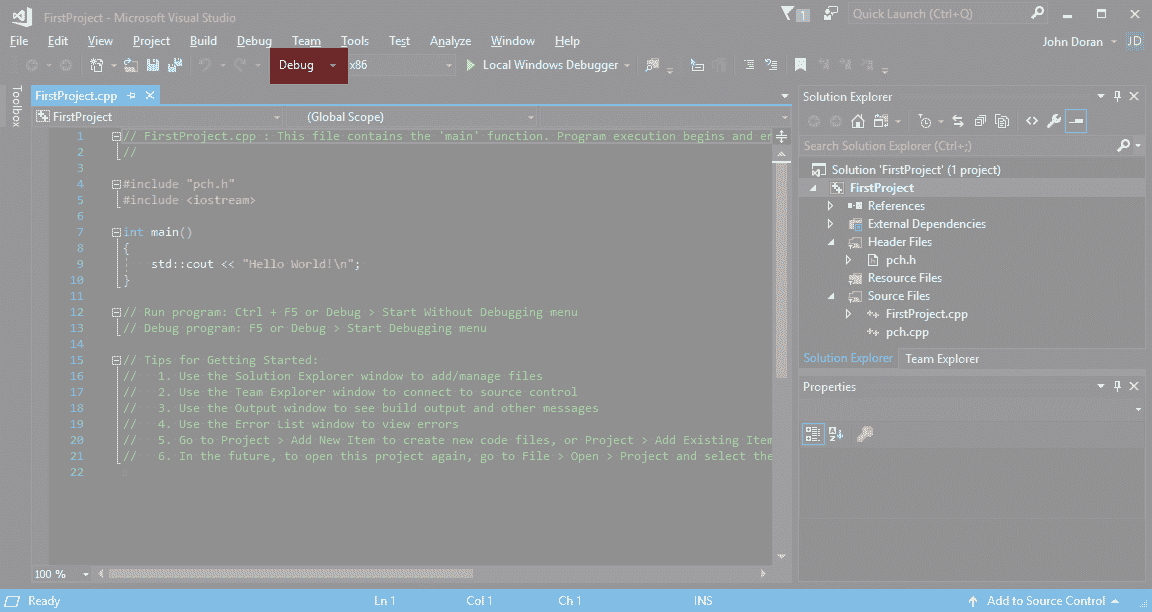 FirstProject - Microsoft Visual Studio
1
Quick Launch (Ctrl+Q)
File Edit View Project Build Debug Team Tools Test Analyze Window Help
John Doran JD
Debug x86 Local Windows Debugger
Toolbox
FirstProject.cpp
FirstProject (Global Scope)
1 // FirstProject.cpp : This file contains the 'main' function. Program execution begins and en
2 //
3
4 #include "pch.h"
5 #include <iostream>
6
7 int main()
8 {
9 std::cout << "Hello World!\n";
10 }
11
12 // Run program: Ctrl + F5 or Debug > Start Without Debugging menu
13 // Debug program: F5 or Debug > Start Debugging menu
14
15 // Tips for Getting Started:
16 // 1. Use the Solution Explorer window to add/manage files
17 // 2. Use the Team Explorer window to connect to source control
18 // 3. Use the Output window to see build output and other messages
19 // 4. Use the Error List window to view errors
20 // 5. Go to Project > Add New Item to create new code files, or Project > Add Existing Item
21 // 6. In the future, to open this project again, go to File > Open > Project and select the
22
100 %
Solution Explorer
Search Solution Explorer (Ctrl+;)
Solution 'FirstProject' (1 project)
FirstProject
References
External Dependencies
Header Files
pch.h
Resource Files
Source Files
FirstProject.cpp
pch.cpp
Solution Explorer Team Explorer
Properties
Ready Ln 1 Col 1 Ch 1 INS Add to Source Control